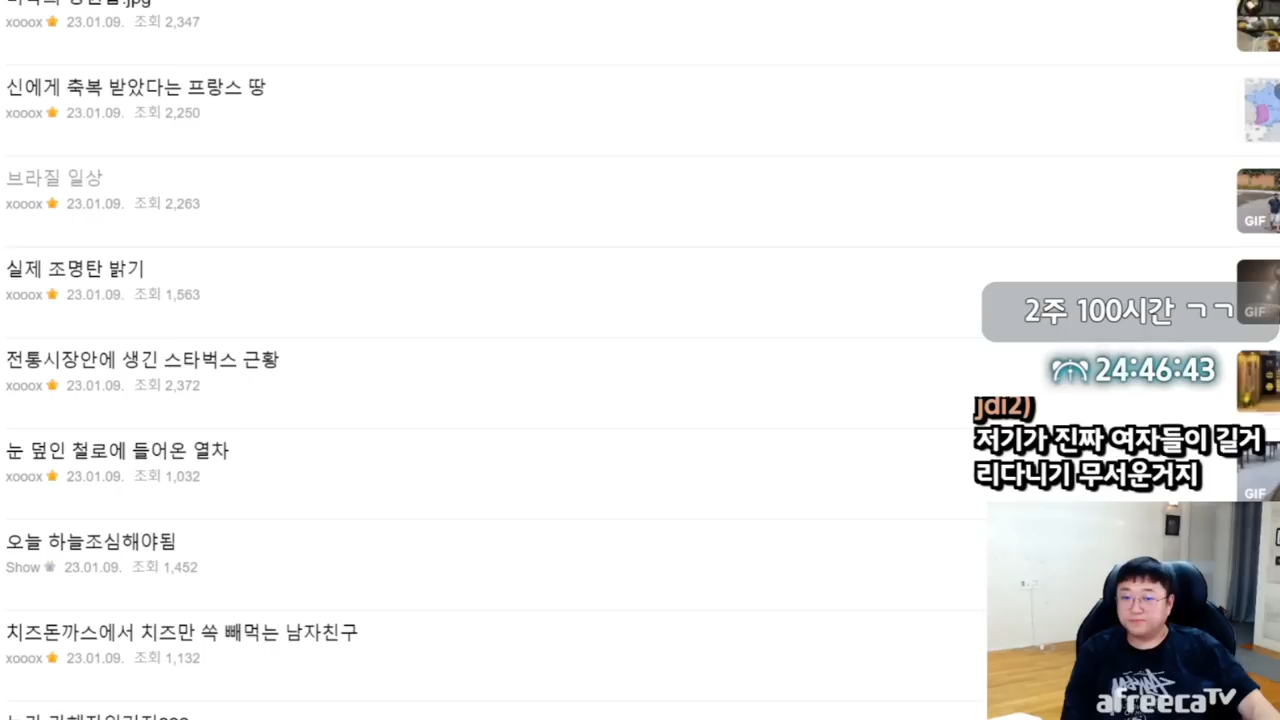 xooox 23.01.09. 조회 2,347
신에게 축복 받았다는 프랑스 땅
xooox 23.01.09. 조회 2,250
브라질 일상
xooox 23.01.09. 조회 2,263
GIF
실제 조명탄 밝기
xooox 23.01.09. 조회 1,563
GIF
2주 100시간 ㄱㄱ
전통시장안에 생긴 스타벅스 근황
xooox 23.01.09. 조회 2,372
24:46:43
jdi2)
저기가 진짜 여자들이 길거
리다니기 무서운거지
눈 덮인 철로에 들어온 열차
xooox 23.01.09. 조회 1,032
GIF
오늘 하늘조심해야됨
Show 23.01.09. 조회 1,452
치즈돈까스에서 치즈만 쏙 빼먹는 남자친구
xooox 23.01.09. 조회 1,132
afreecaTV